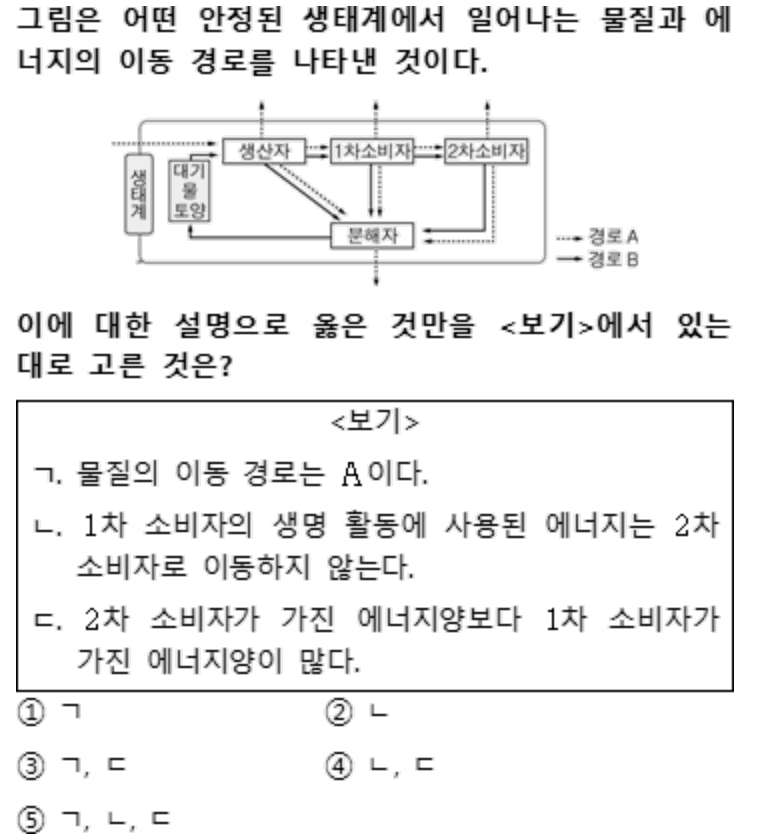 그림은 어떤 안정된 생태계에서 일어나는 물질과 에
너지의 이동 경로를 나타낸 것이다.
생산자
1차소비자
2차소비자
생태계
대기
물
토양
분해자
경로 A
경로 B
이에 대한 설명으로 옳은 것만을 <보기>에서 있는
대로 고른 것은?
<보기>
ㄱ. 물질의 이동 경로는 A이다.
ㄴ. 1차 소비자의 생명 활동에 사용된 에너지는 2차
소비자로 이동하지 않는다.
ㄷ. 2차 소비자가 가진 에너지양보다 1차 소비자가
가진 에너지양이 많다.
① ㄱ ② ㄴ
③ ㄱ, ㄷ ④ ㄴ, ㄷ
⑤ ㄱ, ㄴ, ㄷ